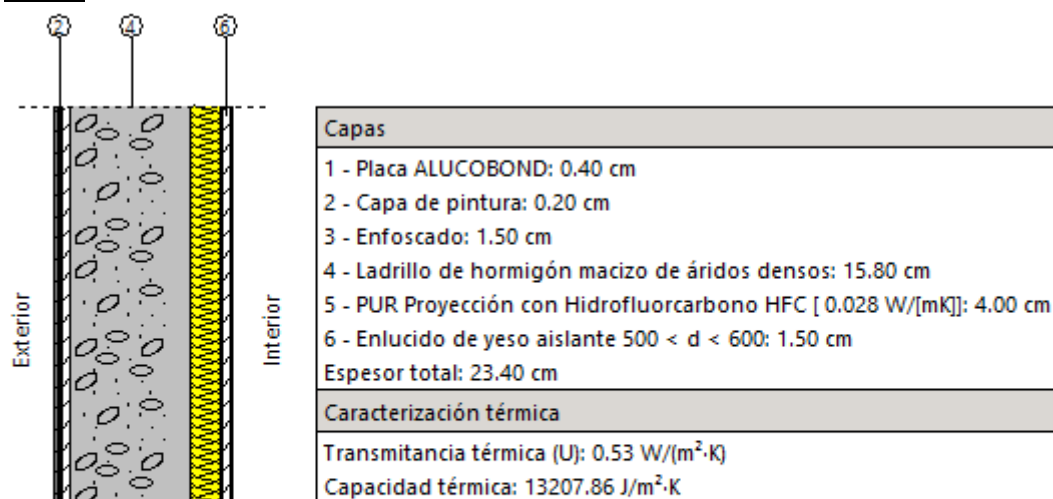 2 4 6
Exterior
Interior
Capas
1 - Placa ALUCOBOND: 0.40 cm
2 - Capa de pintura: 0.20 cm
3 - Enfoscado: 1.50 cm
4 - Ladrillo de hormigón macizo de áridos densos: 15.80 cm
5 - PUR Proyección con Hidrofluorcarbono HFC [ 0.028 W/[mK]]: 4.00 cm
6 - Enlucido de yeso aislante 500 < d < 600: 1.50 cm
Espesor total: 23.40 cm
Caracterización térmica
Transmitancia térmica (U): 0.53 W/(m²·K)
Capacidad térmica: 13207.86 J/m²·K